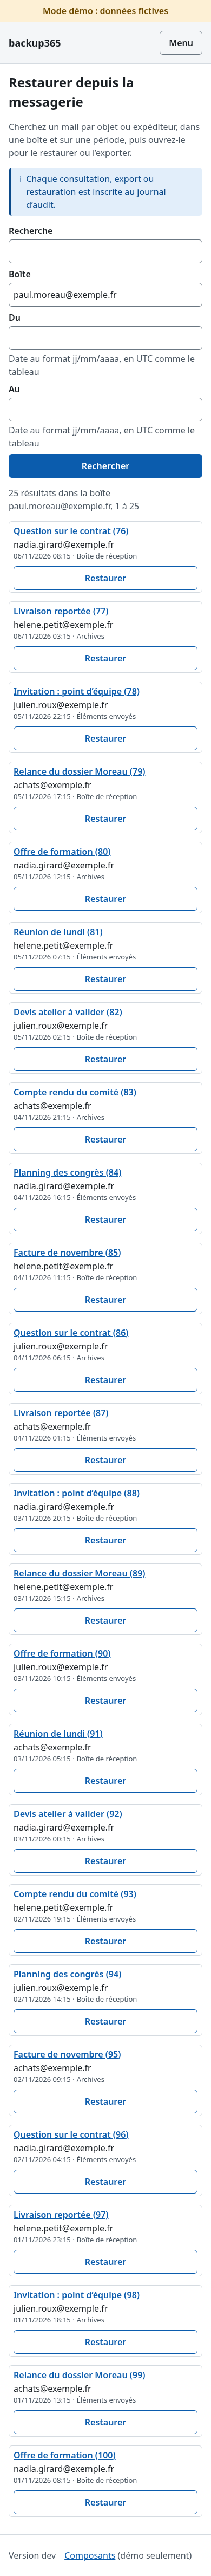 Mode démo : données fictives
backup365
Menu
Restaurer depuis la
messagerie
Cherchez un mail par objet ou expéditeur, dans
une boîte et sur une période, puis ouvrez-le
pour le restaurer ou l’exporter.
i Chaque consultation, export ou
restauration est inscrite au journal
d’audit.
Recherche
Boîte
paul.moreau@exemple.fr
Du
Date au format jj/mm/aaaa, en UTC comme le
tableau
Au
Date au format jj/mm/aaaa, en UTC comme le
tableau
Rechercher
25 résultats dans la boîte
paul.moreau@exemple.fr, 1 à 25
Question sur le contrat (76)
nadia.girard@exemple.fr
06/11/2026 08:15 · Boîte de réception
Restaurer
Livraison reportée (77)
helene.petit@exemple.fr
06/11/2026 03:15 · Archives
Restaurer
Invitation : point d’équipe (78)
julien.roux@exemple.fr
05/11/2026 22:15 · Éléments envoyés
Restaurer
Relance du dossier Moreau (79)
achats@exemple.fr
05/11/2026 17:15 · Boîte de réception
Restaurer
Offre de formation (80)
nadia.girard@exemple.fr
05/11/2026 12:15 · Archives
Restaurer
Réunion de lundi (81)
helene.petit@exemple.fr
05/11/2026 07:15 · Éléments envoyés
Restaurer
Devis atelier à valider (82)
julien.roux@exemple.fr
05/11/2026 02:15 · Boîte de réception
Restaurer
Compte rendu du comité (83)
achats@exemple.fr
04/11/2026 21:15 · Archives
Restaurer
Planning des congrès (84)
nadia.girard@exemple.fr
04/11/2026 16:15 · Éléments envoyés
Restaurer
Facture de novembre (85)
helene.petit@exemple.fr
04/11/2026 11:15 · Boîte de réception
Restaurer
Question sur le contrat (86)
julien.roux@exemple.fr
04/11/2026 06:15 · Archives
Restaurer
Livraison reportée (87)
achats@exemple.fr
04/11/2026 01:15 · Éléments envoyés
Restaurer
Invitation : point d’équipe (88)
nadia.girard@exemple.fr
03/11/2026 20:15 · Boîte de réception
Restaurer
Relance du dossier Moreau (89)
helene.petit@exemple.fr
03/11/2026 15:15 · Archives
Restaurer
Offre de formation (90)
julien.roux@exemple.fr
03/11/2026 10:15 · Éléments envoyés
Restaurer
Réunion de lundi (91)
achats@exemple.fr
03/11/2026 05:15 · Boîte de réception
Restaurer
Devis atelier à valider (92)
nadia.girard@exemple.fr
03/11/2026 00:15 · Archives
Restaurer
Compte rendu du comité (93)
helene.petit@exemple.fr
02/11/2026 19:15 · Éléments envoyés
Restaurer
Planning des congrès (94)
julien.roux@exemple.fr
02/11/2026 14:15 · Boîte de réception
Restaurer
Facture de novembre (95)
achats@exemple.fr
02/11/2026 09:15 · Archives
Restaurer
Question sur le contrat (96)
nadia.girard@exemple.fr
02/11/2026 04:15 · Éléments envoyés
Restaurer
Livraison reportée (97)
helene.petit@exemple.fr
01/11/2026 23:15 · Boîte de réception
Restaurer
Invitation : point d’équipe (98)
julien.roux@exemple.fr
01/11/2026 18:15 · Archives
Restaurer
Relance du dossier Moreau (99)
achats@exemple.fr
01/11/2026 13:15 · Éléments envoyés
Restaurer
Offre de formation (100)
nadia.girard@exemple.fr
01/11/2026 08:15 · Boîte de réception
Restaurer
Version dev Composants (démo seulement)